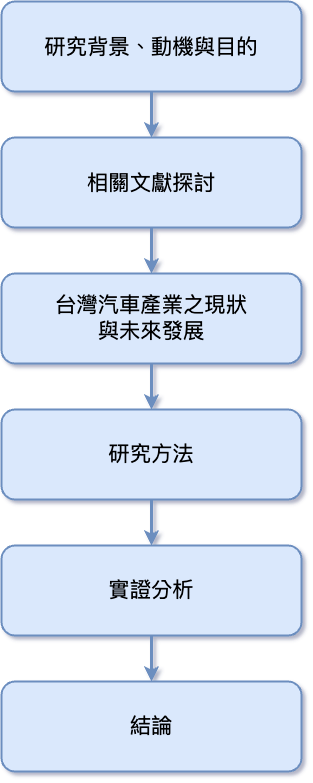 研究背景、動機與目的
相關文獻探討
台灣汽車產業之現狀
與未來發展
研究方法
實證分析
結論